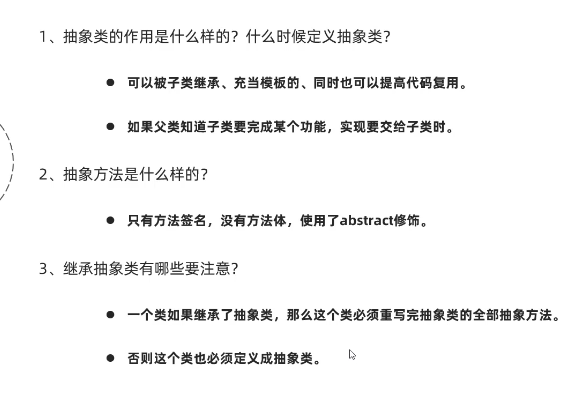 1、抽象类的作用是什么样的？什么时候定义抽象类？
● 可以被子类继承、充当模板的、同时也可以提高代码复用。
● 如果父类知道子类要完成某个功能，实现要交给子类时。
2、抽象方法是什么样的？
● 只有方法签名，没有方法体，使用了abstract修饰。
3、继承抽象类有哪些要注意？
● 一个类如果继承了抽象类，那么这个类必须重写完抽象类的全部抽象方法。
● 否则这个类也必须定义成抽象类。